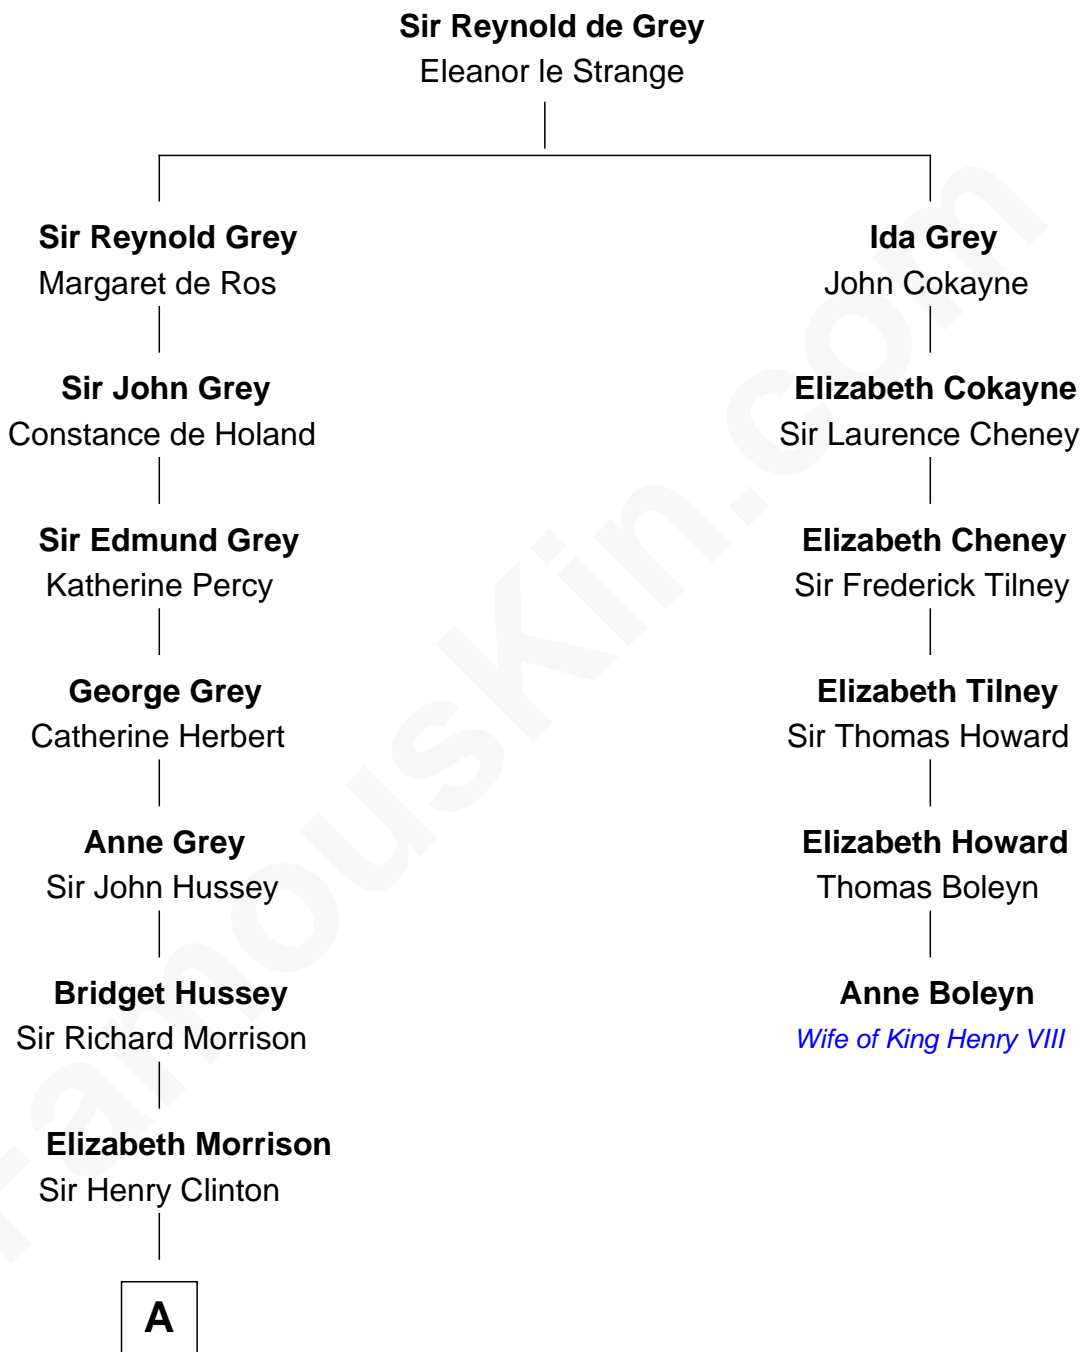 Sir Reynold de Grey
Eleanor le Strange
Sir Reynold Grey
Margaret de Ros
Ida Grey
John Cokayne
Sir John Grey
Constance de Holand
Elizabeth Cokayne
Sir Laurence Cheney
Sir Edmund Grey
Katherine Percy
Elizabeth Cheney
Sir Frederick Tilney
George Grey
Catherine Herbert
Elizabeth Tilney
Sir Thomas Howard
Anne Grey
Sir John Hussey
Elizabeth Howard
Thomas Boleyn
Bridget Hussey
Sir Richard Morrison
Anne Boleyn
Wife of King Henry VIII
Elizabeth Morrison
Sir Henry Clinton
A
FamousKin.com